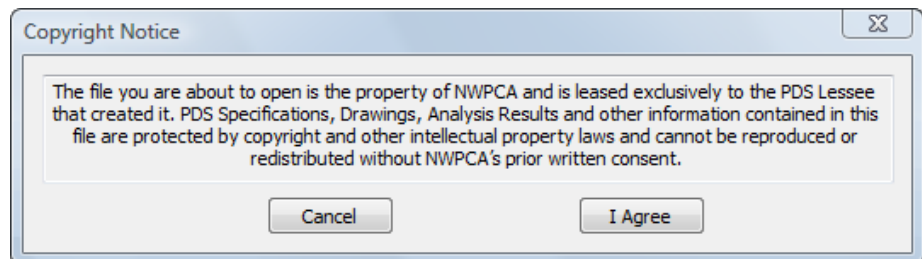 Copyright Notice
The file you are about to open is the property of NWPCA and is leased exclusively to the PDS Lessee
that created it. PDS Specifications, Drawings, Analysis Results and other information contained in this
file are protected by copyright and other intellectual property laws and cannot be reproduced or
redistributed without NWPCA's prior written consent.
Cancel I Agree